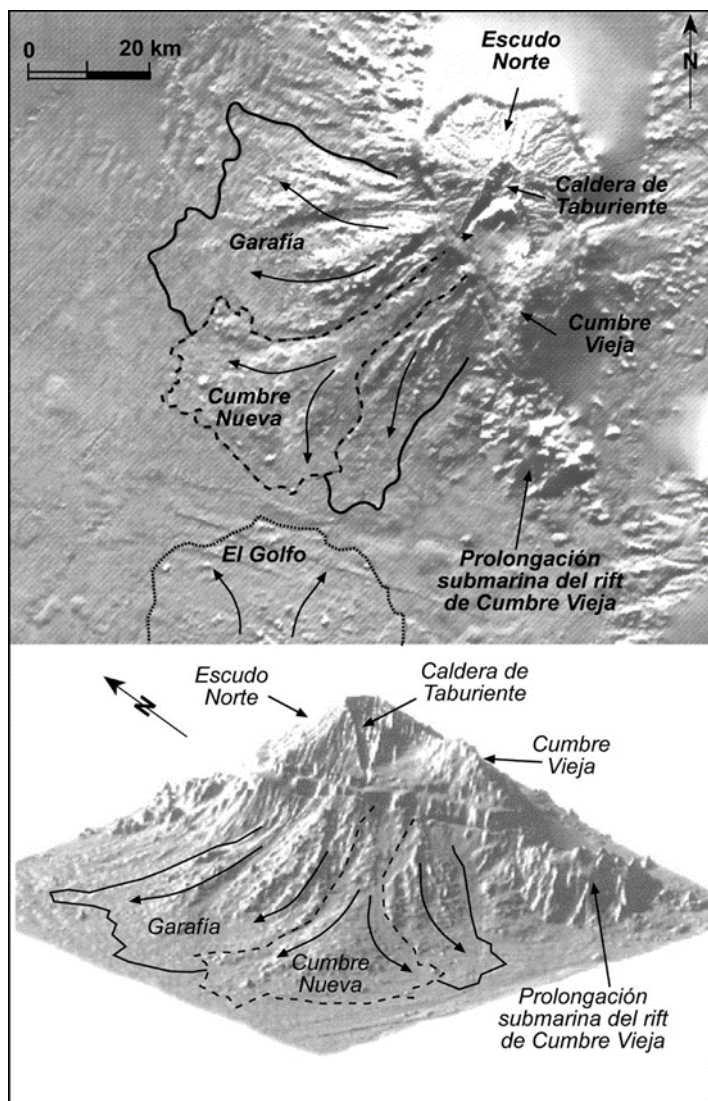 0 20 km
Escudo
Norte
N
Caldera de
Taburiente
Garafía
Cumbre
Vieja
Cumbre
Nueva
El Golfo
Prolongación
submarina del rift
de Cumbre Vieja
N
Escudo
Norte
Caldera de
Taburiente
Cumbre
Vieja
Garafía
Cumbre
Nueva
Prolongación
submarina del rift
de Cumbre Vieja